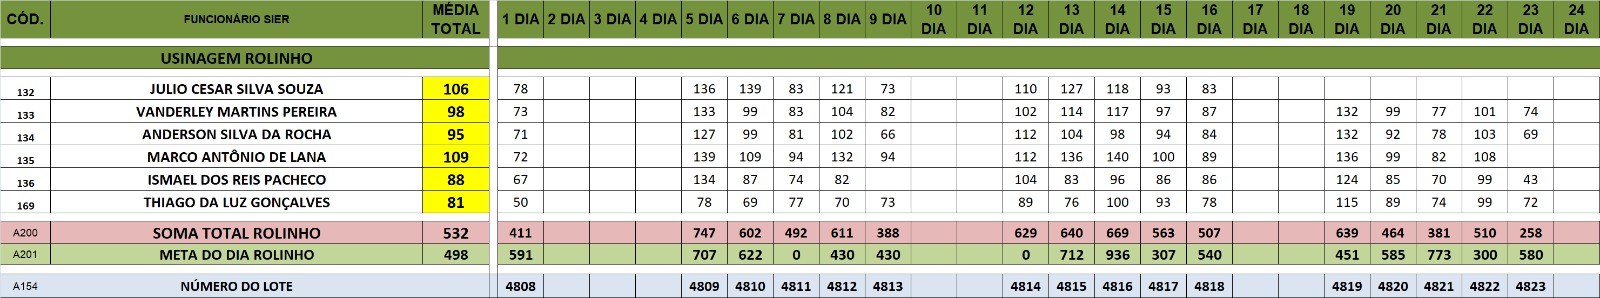 CÓD. FUNCIONÁRIO SIER MÉDIA TOTAL 1 DIA 2 DIA 3 DIA 4 DIA 5 DIA 6 DIA 7 DIA 8 DIA 9 DIA 10 DIA 11 DIA 12 DIA 13 DIA 14 DIA 15 DIA 16 DIA 17 DIA 18 DIA 19 DIA 20 DIA 21 DIA 22 DIA 23 DIA 24 DIA
USINAGEM ROLINHO
132 JULIO CESAR SILVA SOUZA 106 78 136 139 83 121 73 110 127 118 93 83
133 VANDERLEY MARTINS PEREIRA 98 73 133 99 83 104 82 102 114 117 97 87 132 99 77 101 74
134 ANDERSON SILVA DA ROCHA 95 71 127 99 81 102 66 112 104 98 94 84 132 92 78 103 69
135 MARCO ANTÔNIO DE LANA 109 72 139 109 94 132 94 112 136 140 100 89 136 99 82 108
136 ISMAEL DOS REIS PACHECO 88 67 134 87 74 82 104 83 96 86 86 124 85 70 99 43
169 THIAGO DA LUZ GONÇALVES 81 50 78 69 77 70 73 89 76 100 93 78 115 89 74 99 72
A200 SOMA TOTAL ROLINHO 532 411 747 602 492 611 388 629 640 669 563 507 639 464 381 510 258
A201 META DO DIA ROLINHO 498 591 707 622 0 430 430 0 712 936 307 540 451 585 773 300 580
A154 NÚMERO DO LOTE 4808 4809 4810 4811 4812 4813 4814 4815 4816 4817 4818 4819 4820 4821 4822 4823